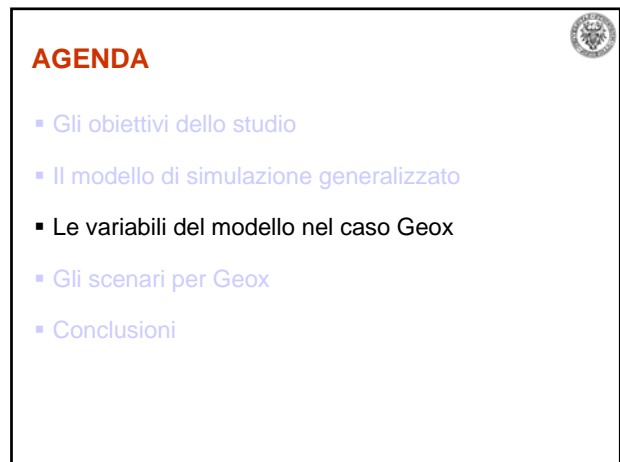 AGENDA
▪ Gli obiettivi dello studio
▪ Il modello di simulazione generalizzato
▪ Le variabili del modello nel caso Geox
▪ Gli scenari per Geox
▪ Conclusioni